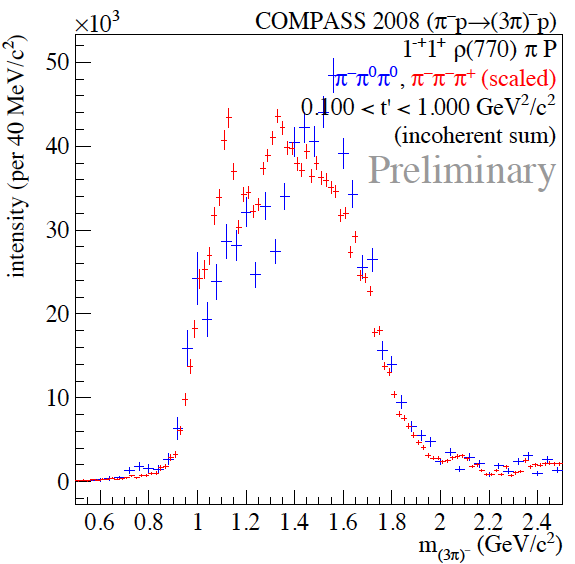 ×10³
COMPASS 2008 (π⁻p→(3π)⁻p)
1⁻⁺1⁺ ρ(770) π P
π⁻π⁰π⁰, π⁻π⁻π⁺ (scaled)
0.100 < t' < 1.000 GeV²/c²
(incoherent sum)
Preliminary
intensity (per 40 MeV/c²)
50
40
30
20
10
0
0.6 0.8 1 1.2 1.4 1.6 1.8 2 2.2 2.4
m(3π)⁻ (GeV/c²)